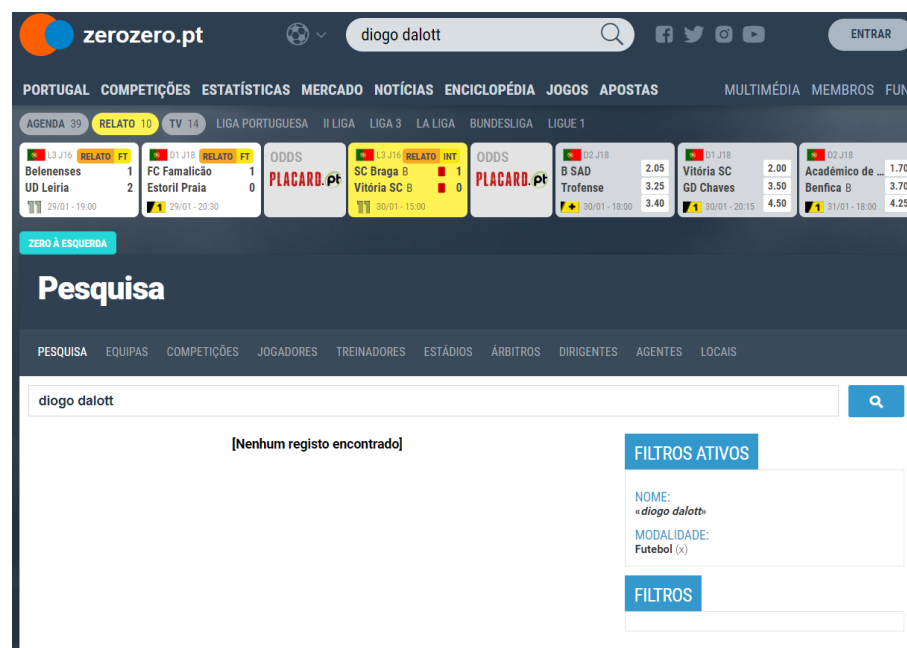 zerozero.pt
diogo dalott
ENTRAR
PORTUGAL COMPETIÇÕES ESTATÍSTICAS MERCADO NOTÍCIAS ENCICLOPÉDIA JOGOS APOSTAS MULTIMÉDIA MEMBROS FUN
AGENDA 39 RELATO 10 TV 14 LIGA PORTUGUESA II LIGA LIGA 3 LA LIGA BUNDESLIGA LIGUE 1
L3 J16 RELATO FT
Belenenses 1
UD Leiria 2
29/01 - 19:00
D1 J18 RELATO FT
FC Famalicão 1
Estoril Praia 0
29/01 - 20:30
ODDS
PLACARD.pt
L3 J16 RELATO INT
SC Braga B 1
Vitória SC B 0
30/01 - 15:00
ODDS
PLACARD.pt
D2 J18
B SAD 2.05
Trofense 3.25
30/01 - 18:00 3.40
D1 J18
Vitória SC 2.00
GD Chaves 3.50
30/01 - 20:15 4.50
D2 J18
Académico de ... 1.70
Benfica B 3.70
31/01 - 18:00 4.25
ZERO À ESQUERDA
Pesquisa
PESQUISA EQUIPAS COMPETIÇÕES JOGADORES TREINADORES ESTÁDIOS ÁRBITROS DIRIGENTES AGENTES LOCAIS
diogo dalott
[Nenhum registo encontrado]
FILTROS ATIVOS
NOME:
«diogo dalott»
MODALIDADE:
Futebol (x)
FILTROS